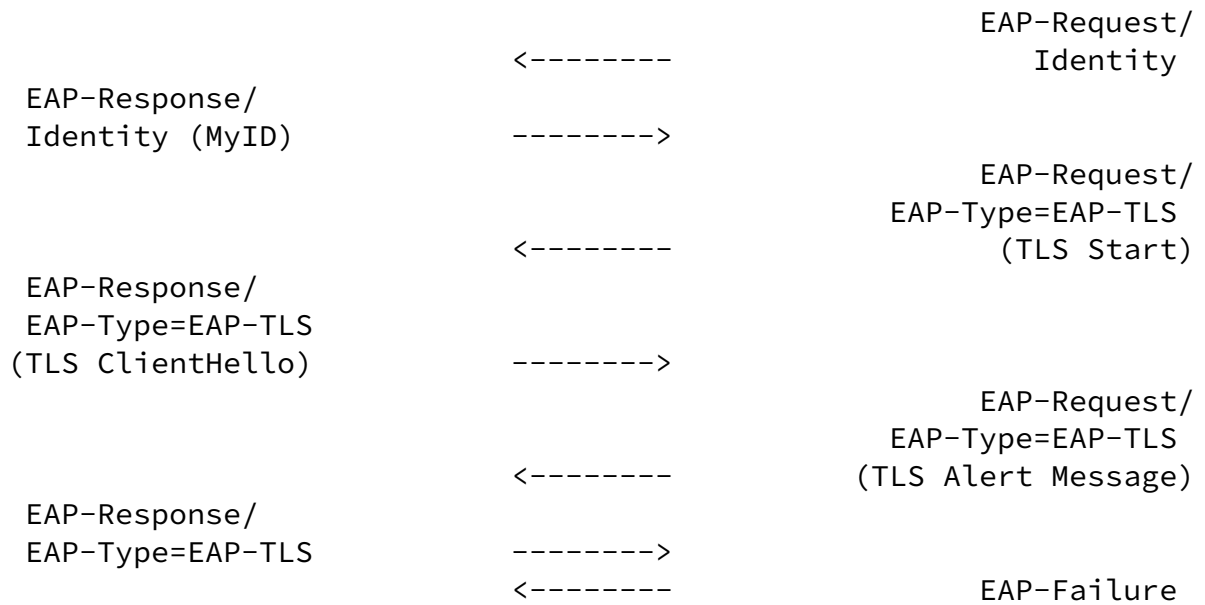 EAP-Request/
<-------- Identity
EAP-Response/
Identity (MyID) -------->
EAP-Request/
EAP-Type=EAP-TLS
<-------- (TLS Start)
EAP-Response/
EAP-Type=EAP-TLS
(TLS ClientHello) -------->
EAP-Request/
EAP-Type=EAP-TLS
<-------- (TLS Alert Message)
EAP-Response/
EAP-Type=EAP-TLS -------->
<-------- EAP-Failure